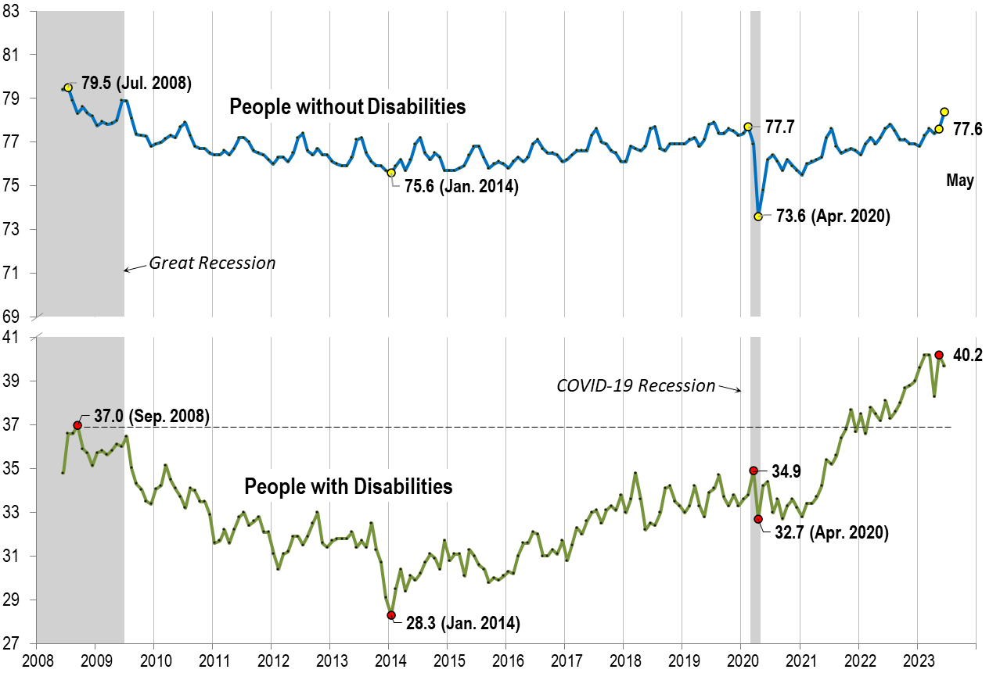 83
81
79.5 (Jul. 2008)
79
People without Disabilities
77.7
77.6
77
75.6 (Jan. 2014)
May
75
73.6 (Apr. 2020)
73
Great Recession
71
69
41
40.2
39
COVID-19 Recession
37.0 (Sep. 2008)
37
35
34.9
People with Disabilities
33
32.7 (Apr. 2020)
31
29
28.3 (Jan. 2014)
27
2008 2009 2010 2011 2012 2013 2014 2015 2016 2017 2018 2019 2020 2021 2022 2023